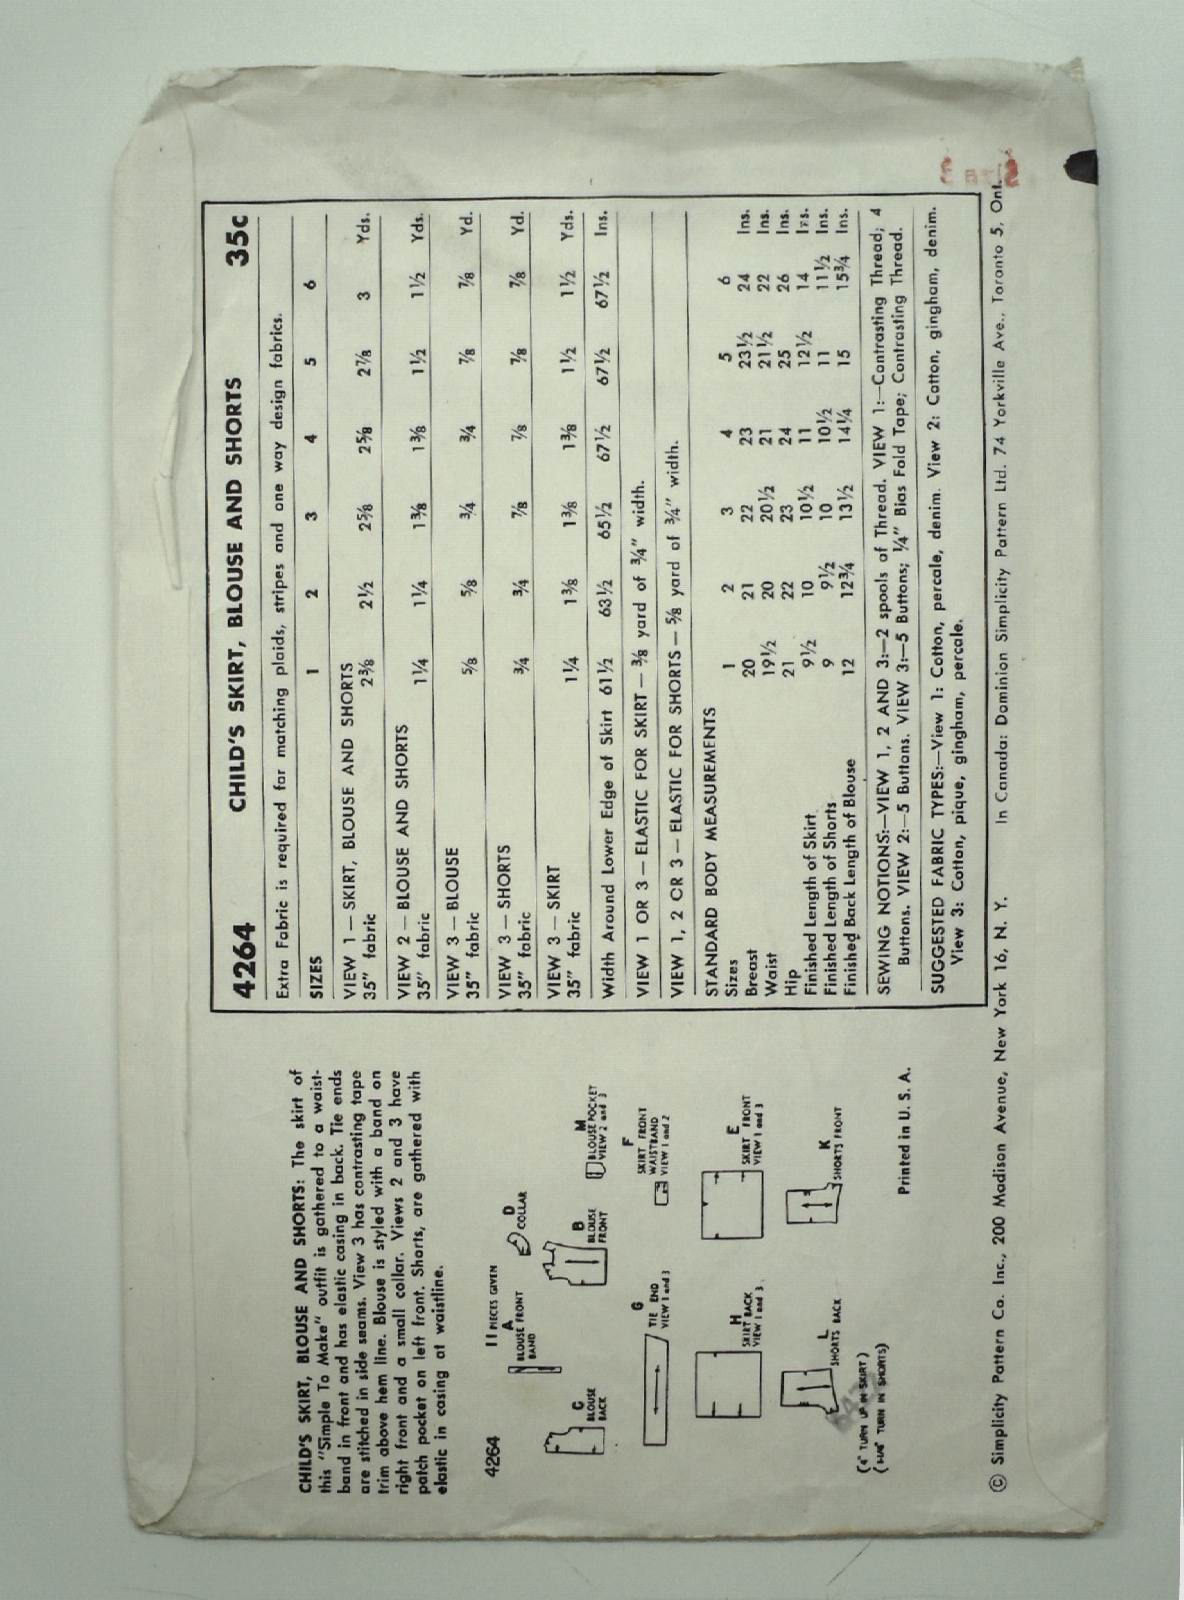 CHILD'S SKIRT, BLOUSE AND SHORTS: The skirt of
this "Simple To Make" outfit is gathered to a waist-
band in front and has elastic casing in back. Tie ends
are stitched in side seams. View 3 has contrasting tape
trim above hem line. Blouse is styled with a band on
right front and a small collar. Views 2 and 3 have
patch pocket on left front. Shorts, are gathered with
elastic in casing at waistline.
4264
11 PIECES GIVEN
A
BLOUSE FRONT
BAND
D
COLLAR
C
BLOUSE
BACK
B
BLOUSE
FRONT
M
BLOUSE POCKET
VIEW 2 and 3
G
TIE END
VIEW 1 and 3
F
SKIRT FRONT
WAISTBAND
VIEW 1 and 2
H
SKIRT BACK
VIEW 1 and 3
E
SKIRT FRONT
VIEW 1 and 3
L
SHORTS BACK
K
SHORTS FRONT
(4" TURN UP IN SKIRT)
TURN IN SHORTS)
Printed in U. S. A.
4264 CHILD'S SKIRT, BLOUSE AND SHORTS 35c
Extra Fabric is required for matching plaids, stripes and one way design fabrics.
SIZES 1 2 3 4 5 6
VIEW 1 — SKIRT, BLOUSE AND SHORTS
35" fabric 2⅜ 2½ 2⅝ 2⅝ 2⅞ 3 Yds.
VIEW 2 — BLOUSE AND SHORTS
35" fabric 1¼ 1¼ 1⅜ 1⅜ 1½ 1½ Yds.
VIEW 3 — BLOUSE
35" fabric ⅝ ⅝ ¾ ¾ ⅞ ⅞ Yd.
VIEW 3 — SHORTS
35" fabric ¾ ¾ ⅞ ⅞ ⅞ ⅞ Yd.
VIEW 3 — SKIRT
35" fabric 1¼ 1⅜ 1⅜ 1⅜ 1½ 1½ Yds.
Width Around Lower Edge of Skirt 61½ 63½ 65½ 67½ 67½ 67½ Ins.
VIEW 1 OR 3 — ELASTIC FOR SKIRT — ⅜ yard of ¾" width.
VIEW 1, 2 OR 3 — ELASTIC FOR SHORTS — ⅝ yard of ¾" width.
STANDARD BODY MEASUREMENTS
Sizes 1 2 3 4 5 6
Breast 20 21 22 23 23½ 24 Ins.
Waist 19½ 20 20½ 21 21½ 22 Ins.
Hip 21 22 23 24 25 26 Ins.
Finished Length of Skirt 9½ 10 10½ 11 12½ 14 Ins.
Finished Length of Shorts 9 9½ 10 10½ 11 11½ Ins.
Finished Back Length of Blouse 12 12¾ 13½ 14¼ 15 15¾ Ins.
SEWING NOTIONS:—VIEW 1, 2 AND 3:—2 spools of Thread. VIEW 1:—Contrasting Thread; 4
Buttons. VIEW 2:—5 Buttons. VIEW 3:—5 Buttons; ¼" Bias Fold Tape; Contrasting Thread.
SUGGESTED FABRIC TYPES:—View 1: Cotton, percale, denim. View 2: Cotton, gingham, denim.
View 3: Cotton, pique, gingham, percale.
© Simplicity Pattern Co. Inc., 200 Madison Avenue, New York 16, N. Y. In Canada: Dominion Simplicity Pattern Ltd. 74 Yorkville Ave., Toronto 5, Ont.